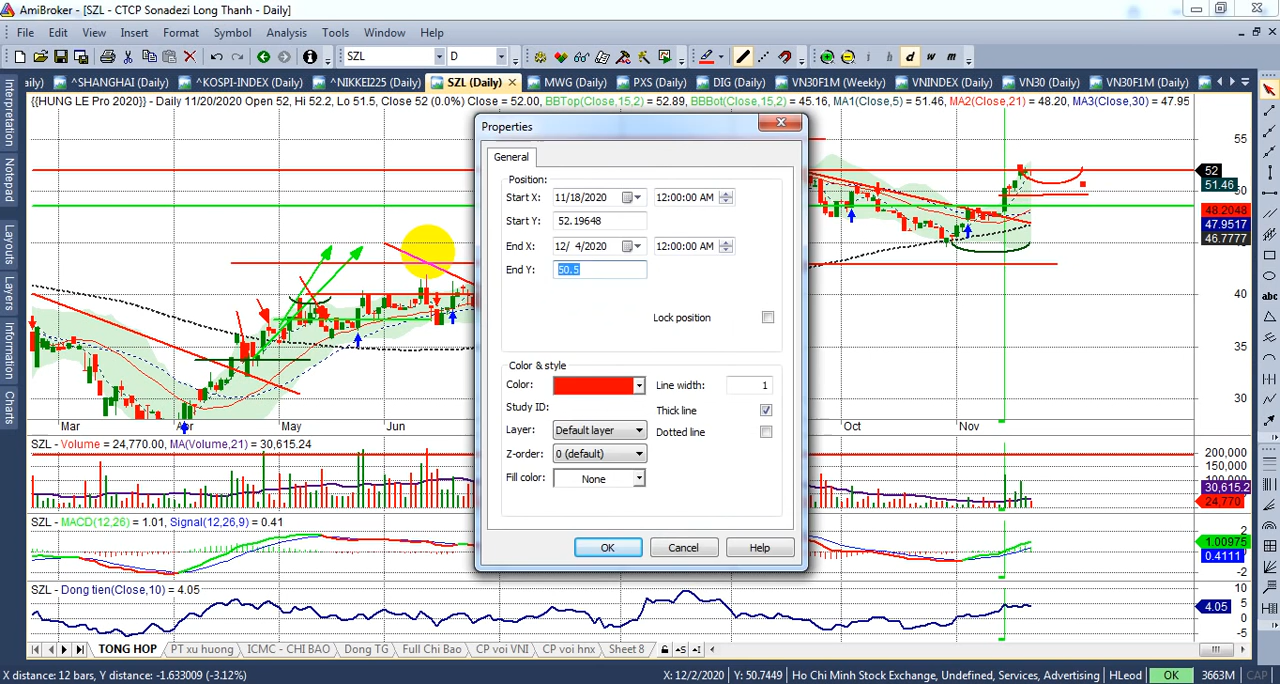 AmiBroker - [SZL - CTCP Sonadezi Long Thanh - Daily]
File Edit View Insert Format Symbol Analysis Tools Window Help
SZL D d w m
ily) ^SHANGHAI (Daily) ^KOSPI-INDEX (Daily) ^NIKKEI225 (Daily) SZL (Daily) MWG (Daily) PXS (Daily) DIG (Daily) VN30F1M (Weekly) VNINDEX (Daily) VN30 (Daily) VN30F1M (Daily)
{{HUNG LE Pro 2020}} - Daily 11/20/2020 Open 52, Hi 52.2, Lo 51.5, Close 52 (0.0%) Close = 52.00, BBTop(Close,15,2) = 52.89, BBBot(Close,15,2) = 45.16, MA1(Close,5) = 51.46, MA2(Close,21) = 48.20, MA3(Close,30) = 47.95
Interpretation
Notepad
Layouts
Layers
Information
Charts
Properties
General
Position:
Start X: 11/18/2020 12:00:00 AM
Start Y: 52.19648
End X: 12/ 4/2020 12:00:00 AM
End Y: 50.5
Lock position
Color & style
Color: Line width: 1
Study ID: Thick line
Layer: Default layer Dotted line
Z-order: 0 (default)
Fill color: None
OK Cancel Help
55
52
51.46
50
48.2048
47.9517
46.7777
40
35
30
Mar Apr May Jun Oct Nov
SZL - Volume = 24,770.00, MA(Volume,21) = 30,615.24
200,000
150,000
100,000
30,615.2
24,770
SZL - MACD(12,26) = 1.01, Signal(12,26,9) = 0.41
2
1.00975
0.4111
-2
SZL - Dong tien(Close,10) = 4.05
10
5
4.05
0
-5
TONG HOP PT xu huong ICMC - CHI BAO Dong TG Full Chi Bao CP voi VNI CP voi hnx Sheet 8
X distance: 12 bars, Y distance: -1.633009 (-3.12%) X: 12/2/2020 Y: 50.7449 Ho Chi Minh Stock Exchange, Undefined, Services, Advertising HLeod OK 3663M CAP